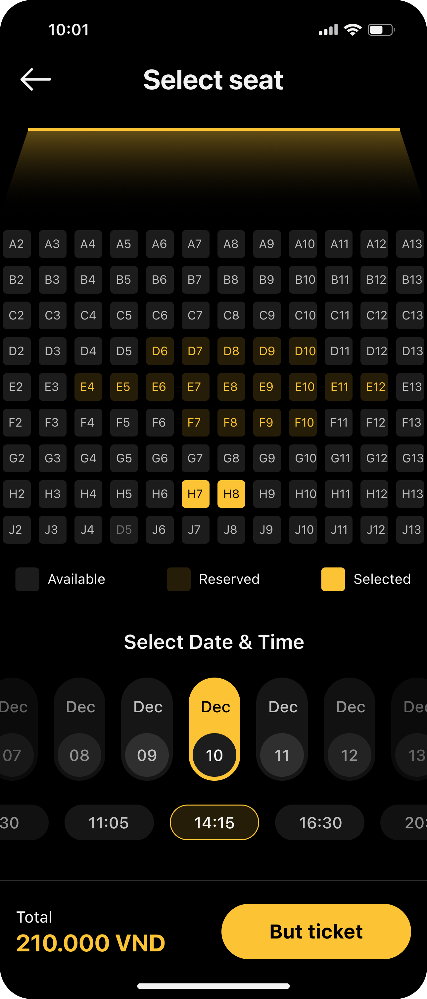 10:01
Select seat
A2 A3 A4 A5 A6 A7 A8 A9 A10 A11 A12 A13
B2 B3 B4 B5 B6 B7 B8 B9 B10 B11 B12 B13
C2 C3 C4 C5 C6 C7 C8 C9 C10 C11 C12 C13
D2 D3 D4 D5 D6 D7 D8 D9 D10 D11 D12 D13
E2 E3 E4 E5 E6 E7 E8 E9 E10 E11 E12 E13
F2 F3 F4 F5 F6 F7 F8 F9 F10 F11 F12 F13
G2 G3 G4 G5 G6 G7 G8 G9 G10 G11 G12 G13
H2 H3 H4 H5 H6 H7 H8 H9 H10 H11 H12 H13
J2 J3 J4 D5 J6 J7 J8 J9 J10 J11 J12 J13
Available Reserved Selected
Select Date & Time
Dec Dec Dec Dec Dec Dec Dec
07 08 09 10 11 12 13
30 11:05 14:15 16:30 20:
Total
210.000 VND
But ticket